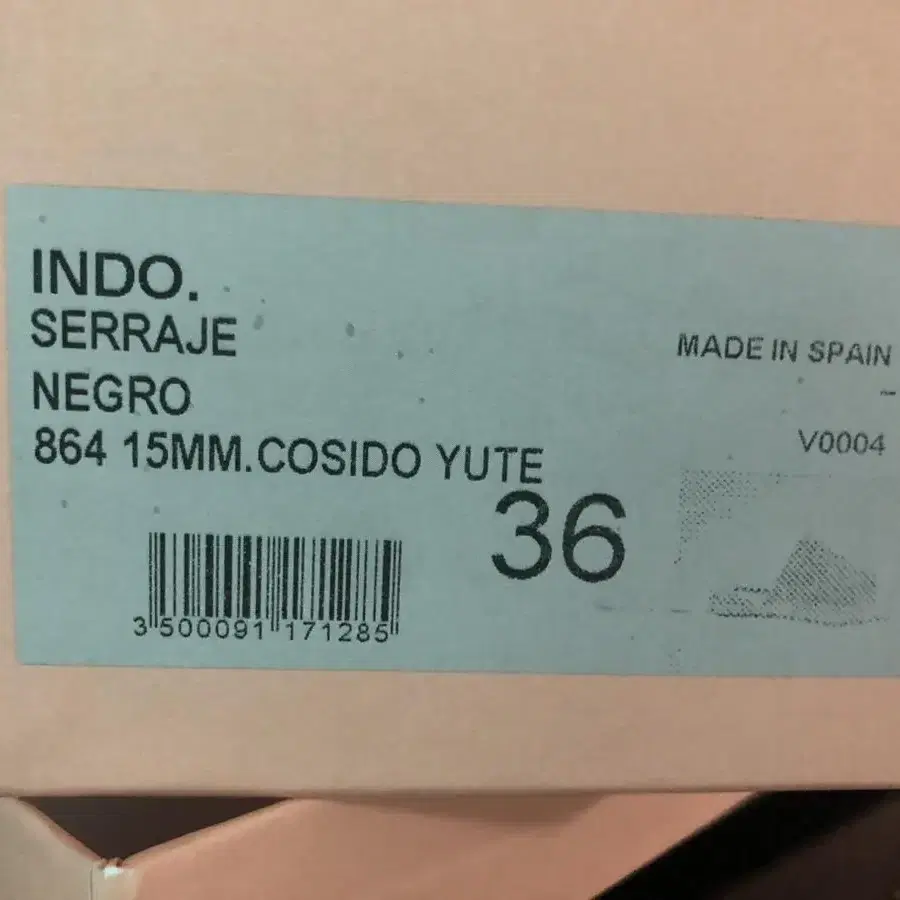 INDO.
SERRAJE
NEGRO
864 15MM.COSIDO YUTE
36
3 500091 171285
MADE IN SPAIN
V0004